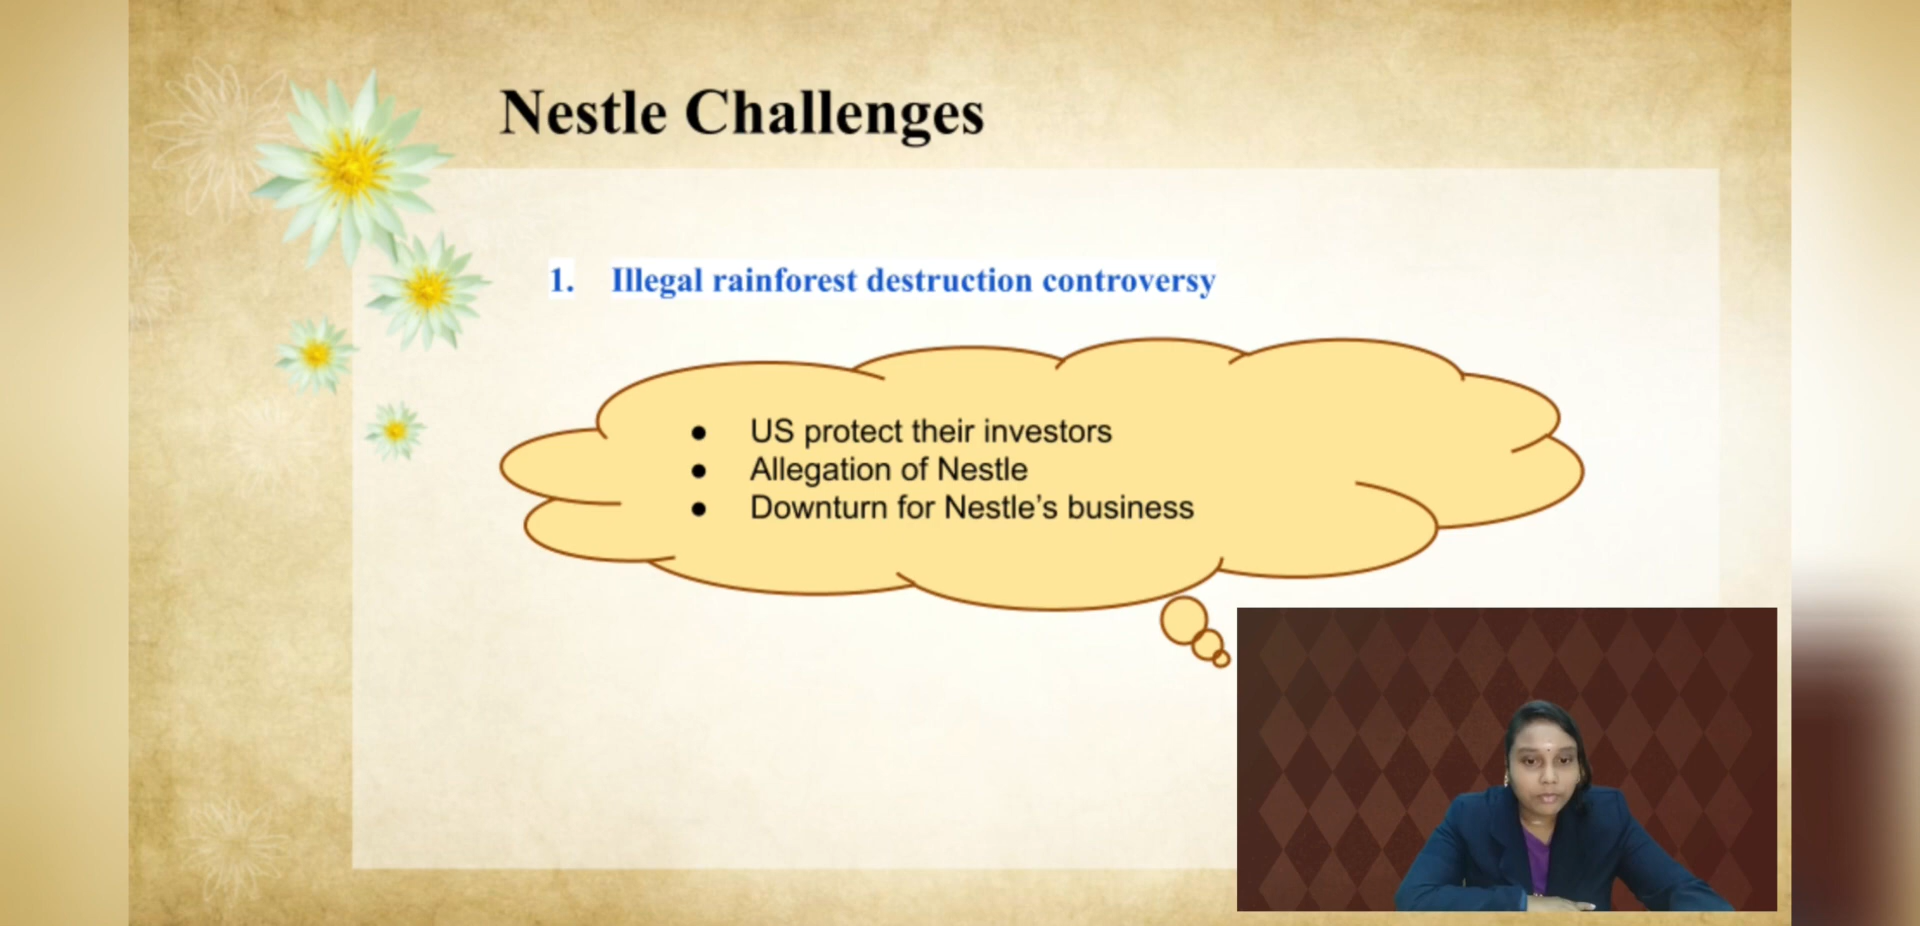 Nestle Challenges
1. Illegal rainforest destruction controversy
● US protect their investors
● Allegation of Nestle
● Downturn for Nestle’s business